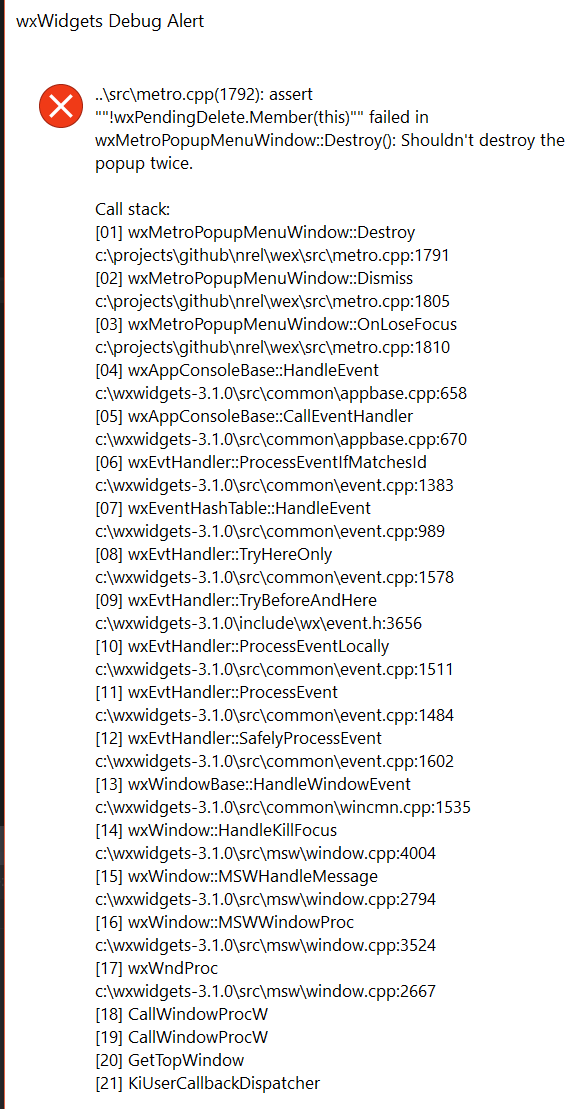 wxWidgets Debug Alert
..\src\metro.cpp(1792): assert
""!wxPendingDelete.Member(this)"" failed in
wxMetroPopupMenuWindow::Destroy(): Shouldn't destroy the
popup twice.
Call stack:
[01] wxMetroPopupMenuWindow::Destroy
c:\projects\github\nrel\wex\src\metro.cpp:1791
[02] wxMetroPopupMenuWindow::Dismiss
c:\projects\github\nrel\wex\src\metro.cpp:1805
[03] wxMetroPopupMenuWindow::OnLoseFocus
c:\projects\github\nrel\wex\src\metro.cpp:1810
[04] wxAppConsoleBase::HandleEvent
c:\wxwidgets-3.1.0\src\common\appbase.cpp:658
[05] wxAppConsoleBase::CallEventHandler
c:\wxwidgets-3.1.0\src\common\appbase.cpp:670
[06] wxEvtHandler::ProcessEventIfMatchesId
c:\wxwidgets-3.1.0\src\common\event.cpp:1383
[07] wxEventHashTable::HandleEvent
c:\wxwidgets-3.1.0\src\common\event.cpp:989
[08] wxEvtHandler::TryHereOnly
c:\wxwidgets-3.1.0\src\common\event.cpp:1578
[09] wxEvtHandler::TryBeforeAndHere
c:\wxwidgets-3.1.0\include\wx\event.h:3656
[10] wxEvtHandler::ProcessEventLocally
c:\wxwidgets-3.1.0\src\common\event.cpp:1511
[11] wxEvtHandler::ProcessEvent
c:\wxwidgets-3.1.0\src\common\event.cpp:1484
[12] wxEvtHandler::SafelyProcessEvent
c:\wxwidgets-3.1.0\src\common\event.cpp:1602
[13] wxWindowBase::HandleWindowEvent
c:\wxwidgets-3.1.0\src\common\wincmn.cpp:1535
[14] wxWindow::HandleKillFocus
c:\wxwidgets-3.1.0\src\msw\window.cpp:4004
[15] wxWindow::MSWHandleMessage
c:\wxwidgets-3.1.0\src\msw\window.cpp:2794
[16] wxWindow::MSWWindowProc
c:\wxwidgets-3.1.0\src\msw\window.cpp:3524
[17] wxWndProc
c:\wxwidgets-3.1.0\src\msw\window.cpp:2667
[18] CallWindowProcW
[19] CallWindowProcW
[20] GetTopWindow
[21] KiUserCallbackDispatcher